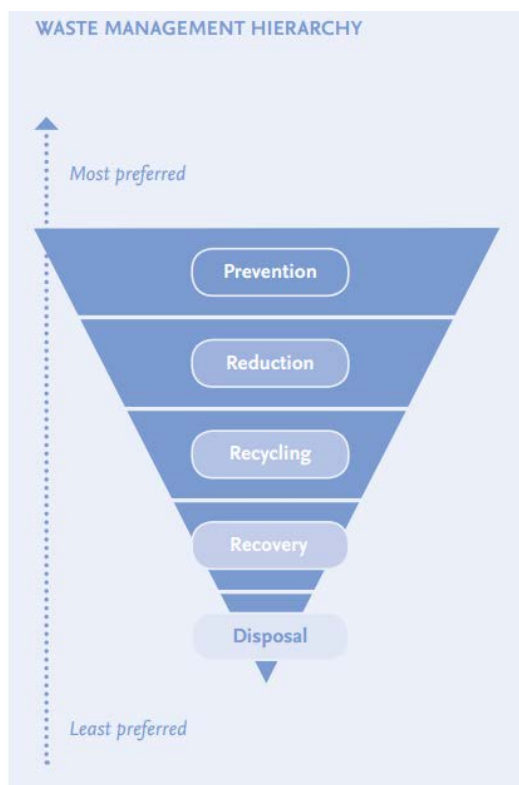 WASTE MANAGEMENT HIERARCHY
Most preferred
Prevention
Reduction
Recycling
Recovery
Disposal
Least preferred